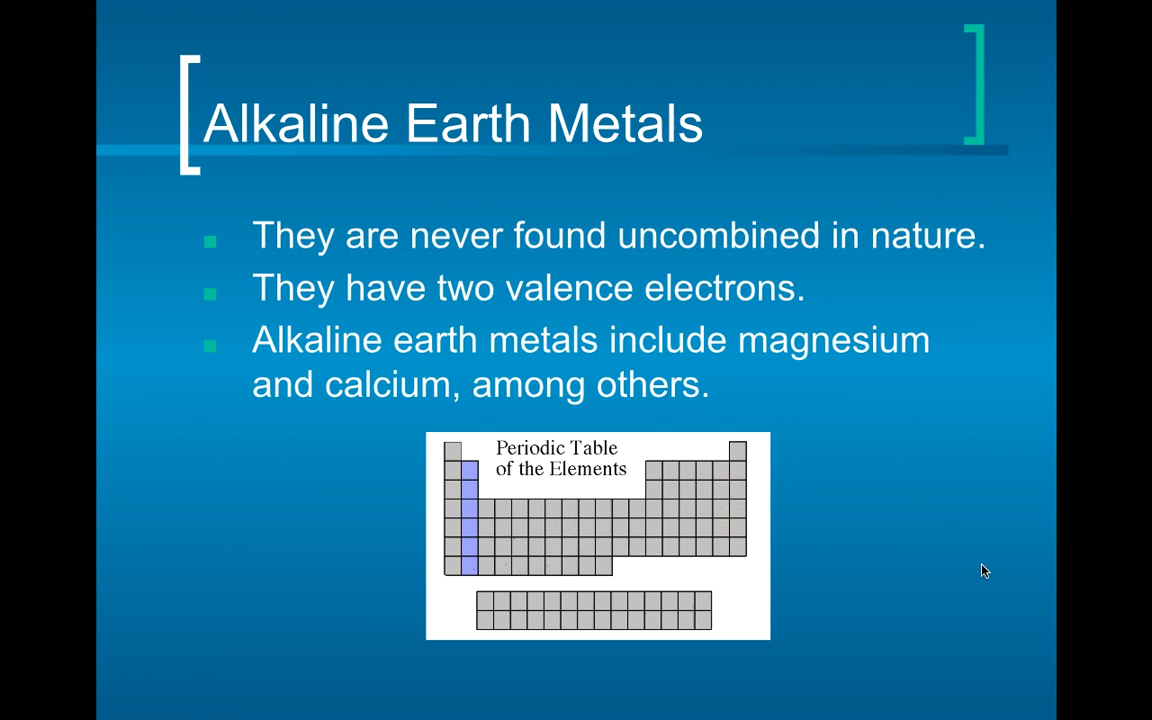 Alkaline Earth Metals
They are never found uncombined in nature.
They have two valence electrons.
Alkaline earth metals include magnesium
and calcium, among others.
Periodic Table
of the Elements